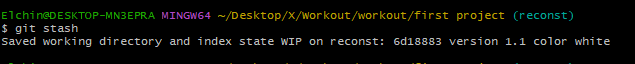 Elchin@DESKTOP-MN3EPRA MINGW64 ~/Desktop/X/Workout/workout/first project (reconst)
$ git stash
Saved working directory and index state WIP on reconst: 6d18883 version 1.1 color white